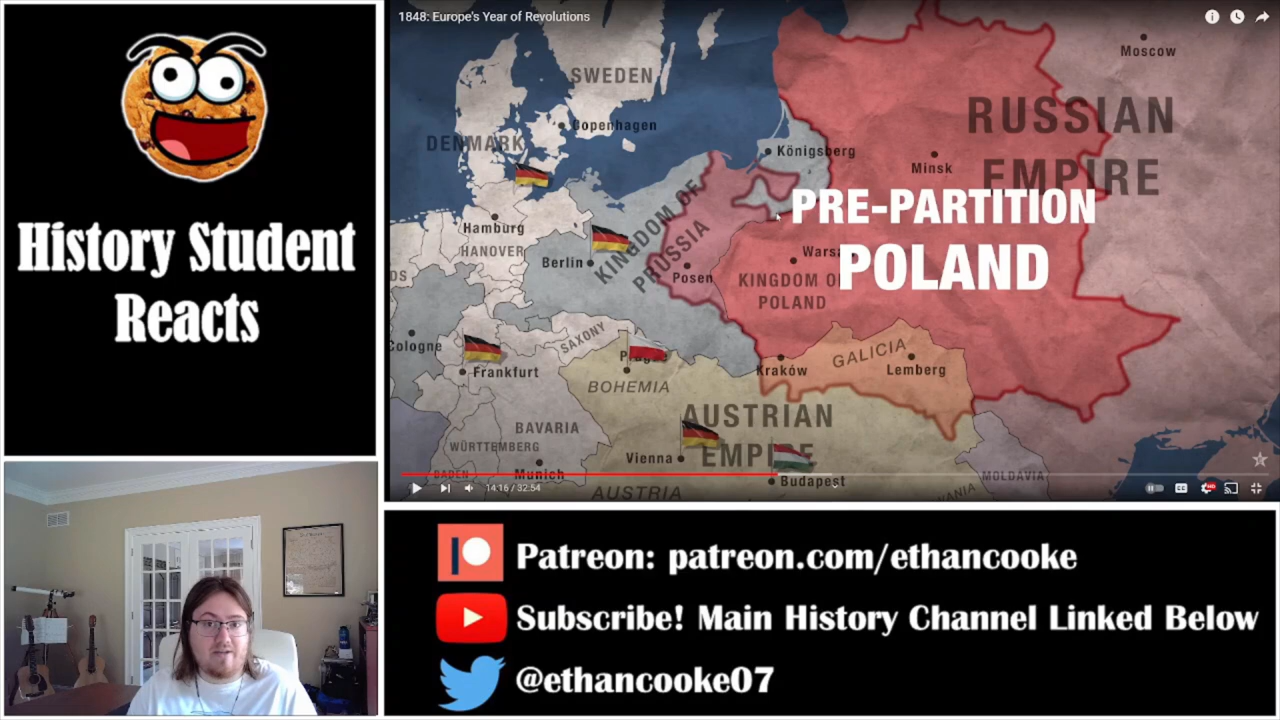 History Student
Reacts
1848: Europe's Year of Revolutions
Moscow
SWEDEN
RUSSIAN
EMPIRE
DENMARK
Copenhagen
Königsberg
Minsk
PRE-PARTITION
POLAND
Hamburg
HANOVER
KINGDOM OF
PRUSSIA
Berlin
Posen
KINGDOM
POLAND
SAXONY
Cologne
Frankfurt
BOHEMIA
Kraków
GALICIA
Lemberg
BAVARIA
WÜRTTEMBERG
AUSTRIAN
EMPIRE
Vienna
BADEN
Munich
Budapest
MOLDAVIA
AUSTRIA
14:16 / 32:54
CC
HD
Patreon: patreon.com/ethancooke
Subscribe! Main History Channel Linked Below
@ethancooke07